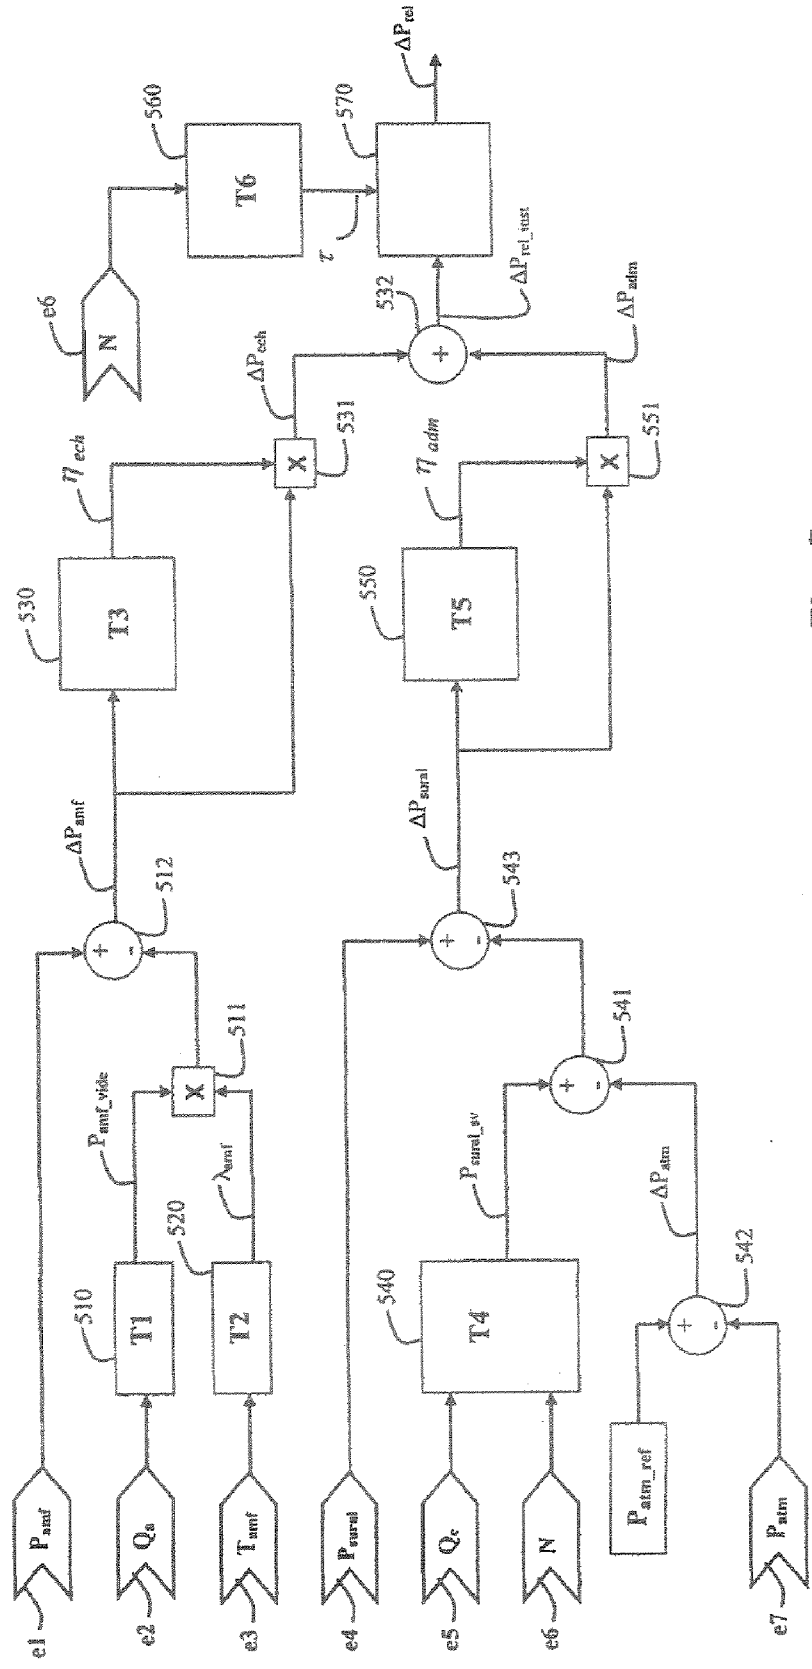 e1
P_amf
e2
Q_a
e3
T_amf
e4
P_sural
e5
Q_c
e6
N
P_atm_ref
e7
P_atm
T1
510
T2
520
T4
540
+
-
542
P_amf_vide
λ_amf
X
511
P_sural_sv
ΔP_atm
+
-
541
+
-
512
+
-
543
ΔP_amf
ΔP_sural
T3
530
T5
550
η_ech
η_adm
X
531
X
551
N
e6
ΔP_ech
ΔP_adm
+
532
ΔP_rel_inst
T6
560
τ
570
ΔP_rel